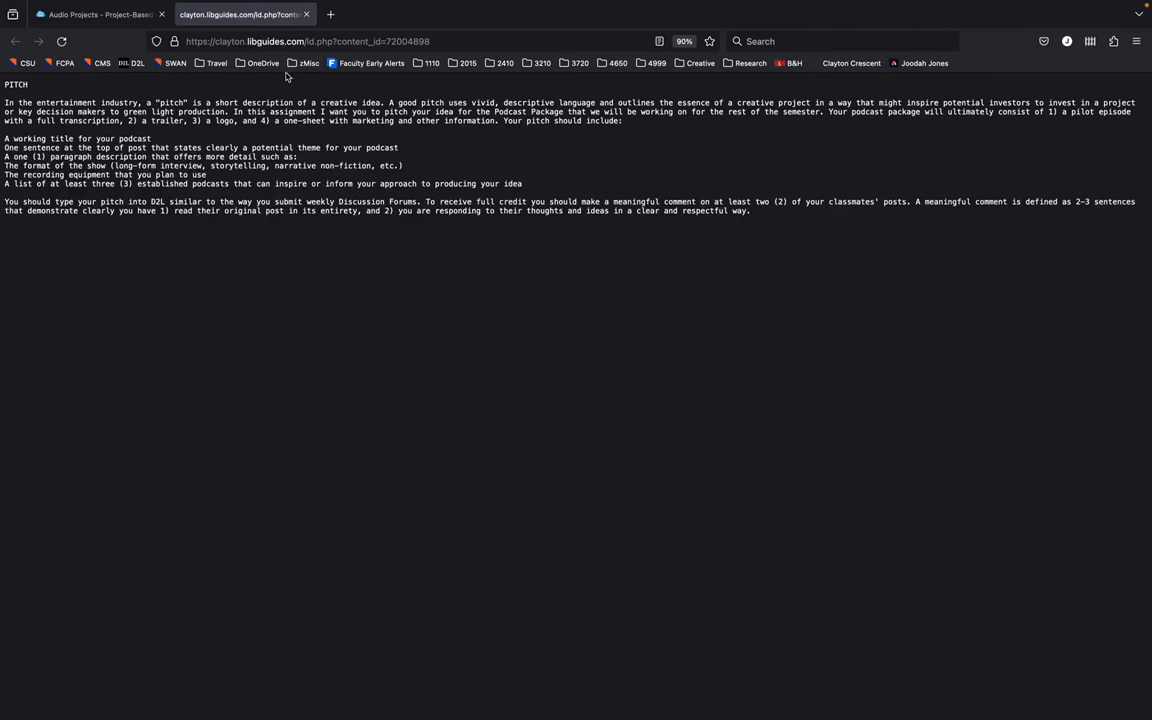 Audio Projects - Project-Based
clayton.libguides.com/ld.php?conte
https://clayton.libguides.com/ld.php?content_id=72004898
90%
Search
CSU
FCPA
CMS
D2L
D2L
SWAN
Travel
OneDrive
zMisc
Faculty Early Alerts
1110
2015
2410
3210
3720
4650
4999
Creative
Research
B&H
Clayton Crescent
Joodah Jones
PITCH
In the entertainment industry, a "pitch" is a short description of a creative idea. A good pitch uses vivid, descriptive language and outlines the essence of a creative project in a way that might inspire potential investors to invest in a project
or key decision makers to green light production. In this assignment I want you to pitch your idea for the Podcast Package that we will be working on for the rest of the semester. Your podcast package will ultimately consist of 1) a pilot episode
with a full transcription, 2) a trailer, 3) a logo, and 4) a one-sheet with marketing and other information. Your pitch should include:
A working title for your podcast
One sentence at the top of post that states clearly a potential theme for your podcast
A one (1) paragraph description that offers more detail such as:
The format of the show (long-form interview, storytelling, narrative non-fiction, etc.)
The recording equipment that you plan to use
A list of at least three (3) established podcasts that can inspire or inform your approach to producing your idea
You should type your pitch into D2L similar to the way you submit weekly Discussion Forums. To receive full credit you should make a meaningful comment on at least two (2) of your classmates' posts. A meaningful comment is defined as 2-3 sentences
that demonstrate clearly you have 1) read their original post in its entirety, and 2) you are responding to their thoughts and ideas in a clear and respectful way.